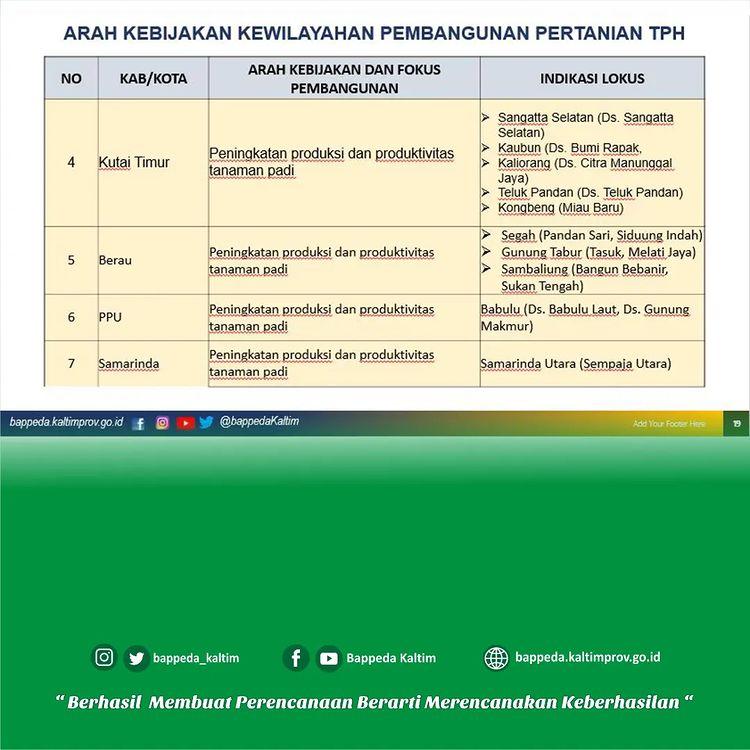 ARAH KEBIJAKAN KEWILAYAHAN PEMBANGUNAN PERTANIAN TPH
NO
KAB/KOTA
ARAH KEBIJAKAN DAN FOKUS
PEMBANGUNAN
INDIKASI LOKUS
4
Kutai Timur
Peningkatan produksi dan produktivitas
tanaman padi
➢ Sangatta Selatan (Ds. Sangatta
Selatan)
➢ Kaubun (Ds. Bumi Rapak,
➢ Kaliorang (Ds. Citra Manunggal
Jaya)
➢ Teluk Pandan (Ds. Teluk Pandan)
➢ Kongbeng (Miau Baru)
5
Berau
Peningkatan produksi dan produktivitas
tanaman padi
➢ Segah (Pandan Sari, Siduung Indah)
➢ Gunung Tabur (Tasuk, Melati Jaya)
➢ Sambaliung (Bangun Bebanir,
Sukan Tengah)
6
PPU
Peningkatan produksi dan produktivitas
tanaman padi
Babulu (Ds. Babulu Laut, Ds. Gunung
Makmur)
7
Samarinda
Peningkatan produksi dan produktivitas
tanaman padi
Samarinda Utara (Sempaja Utara)
bappeda.kaltimprov.go.id
@bappedaKaltim
Add Your Footer Here
19
bappeda_kaltim
Bappeda Kaltim
bappeda.kaltimprov.go.id
“ Berhasil Membuat Perencanaan Berarti Merencanakan Keberhasilan “